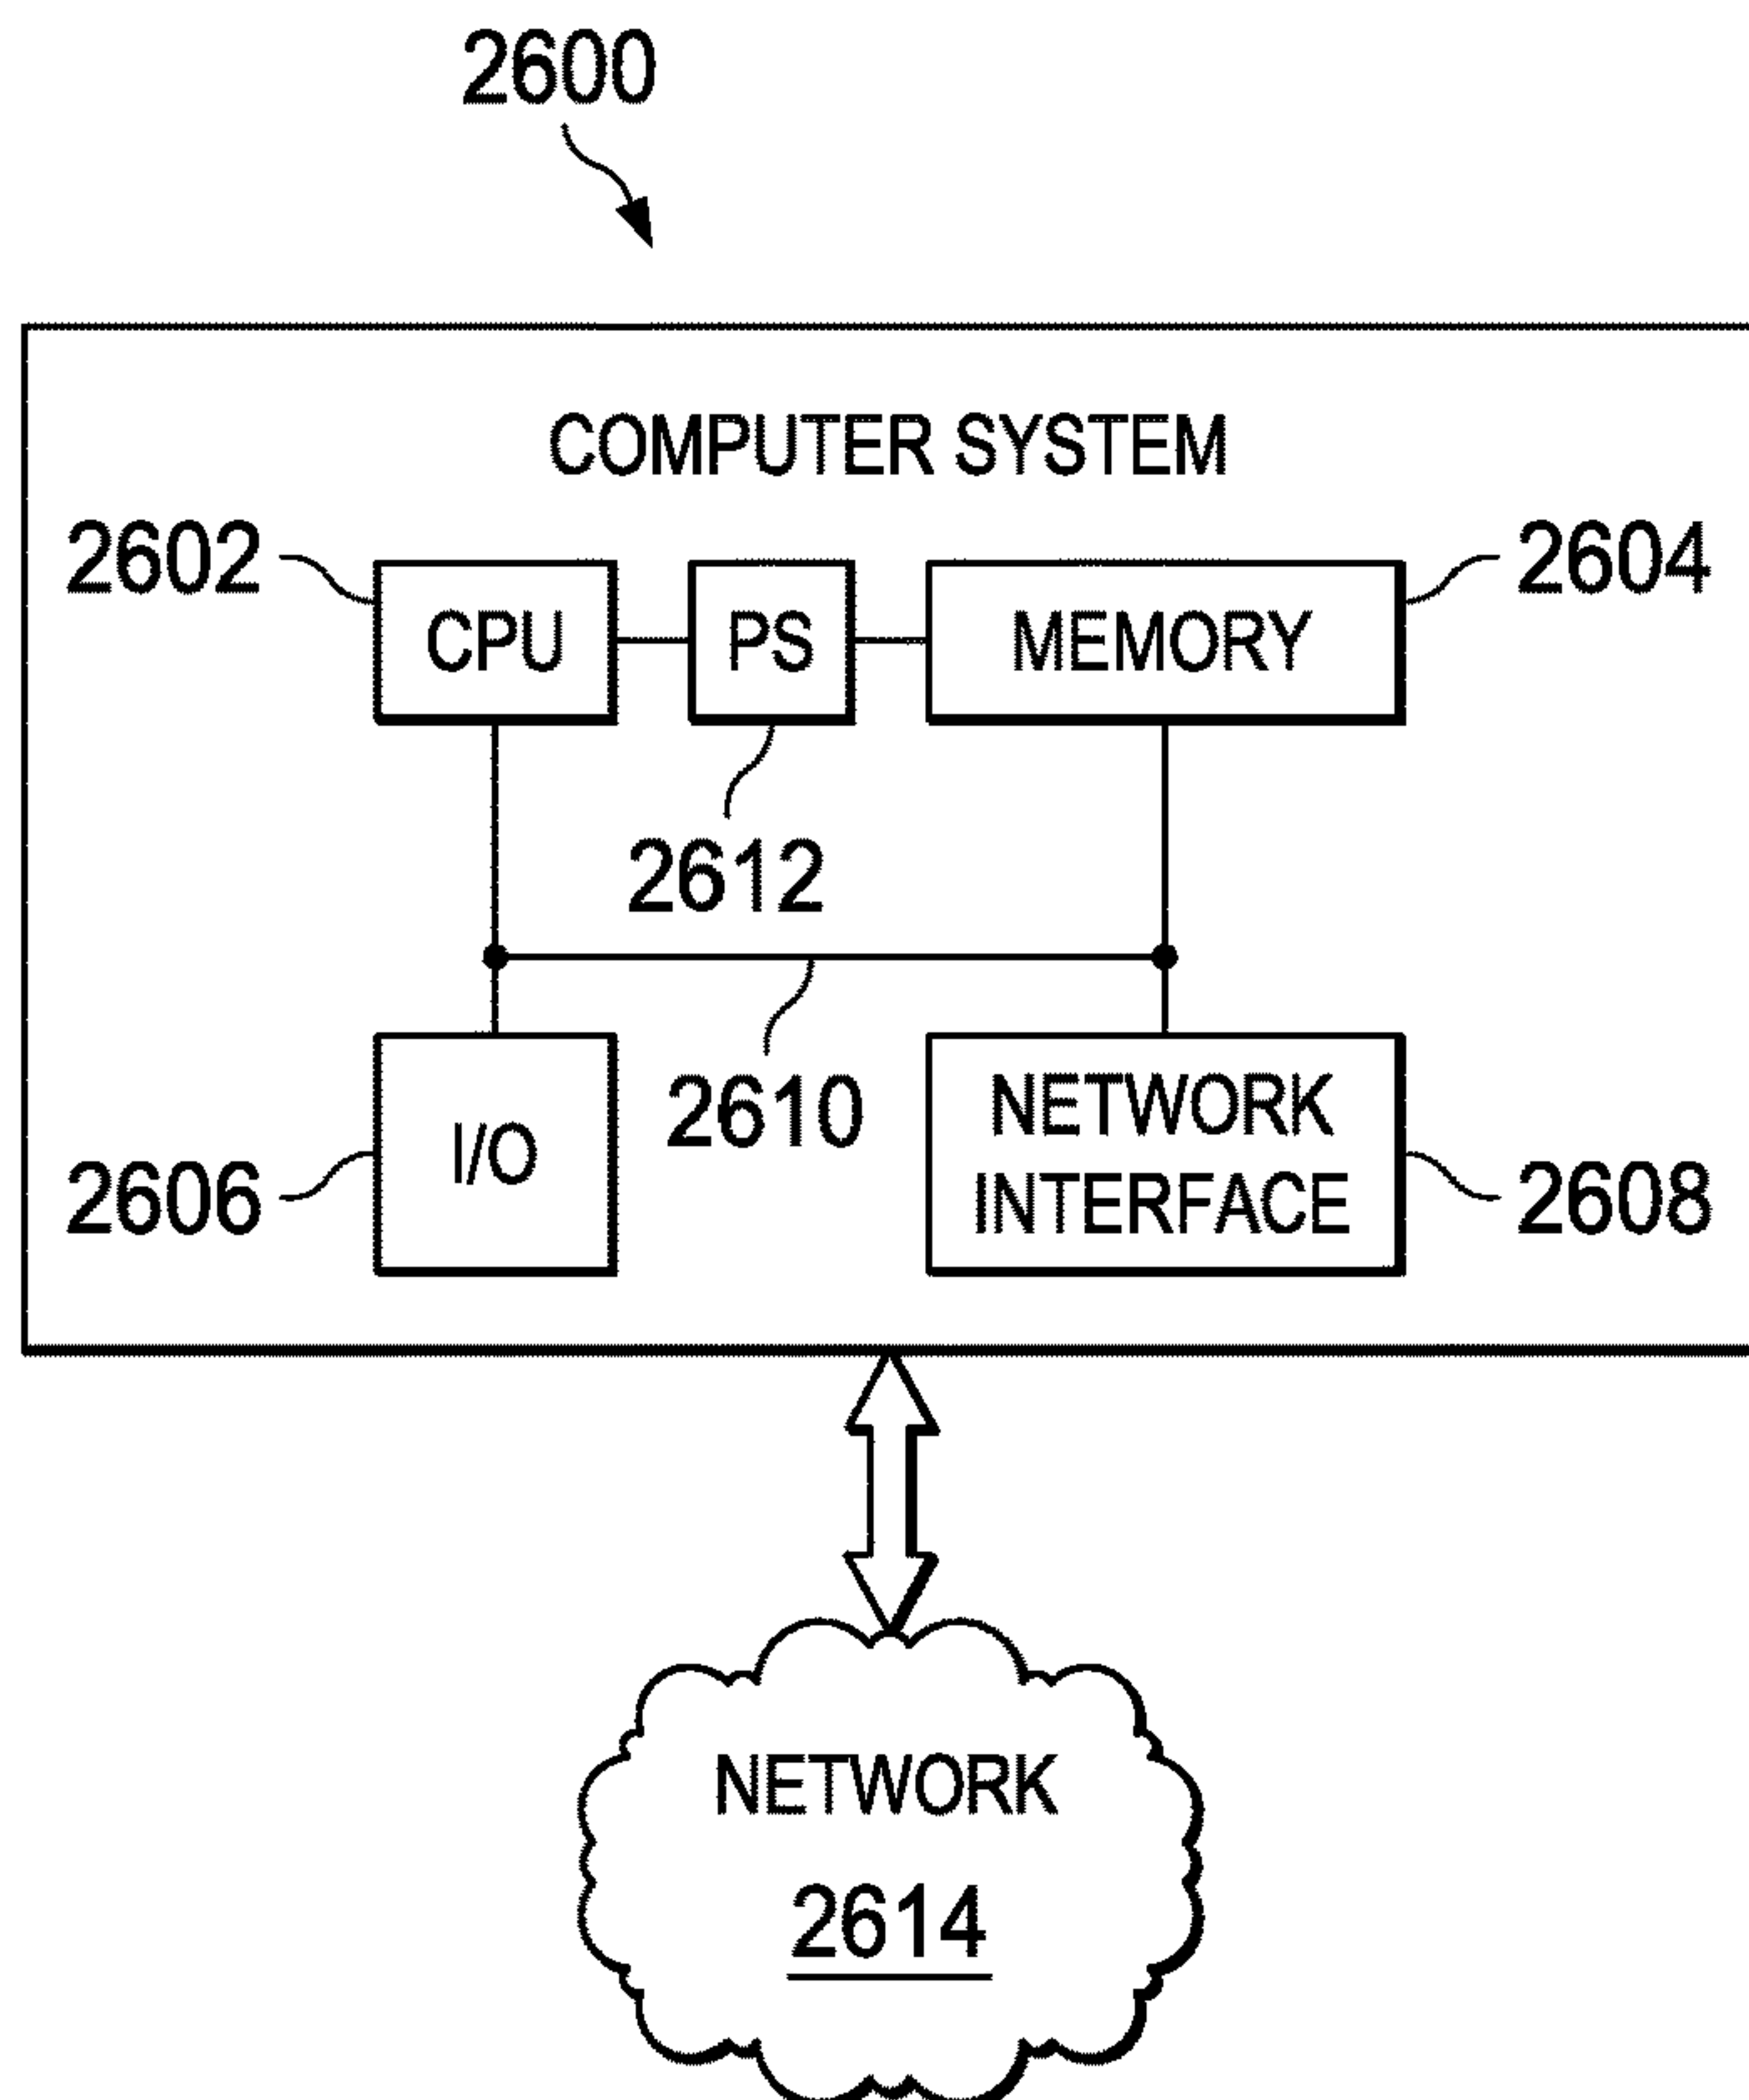 2600
COMPUTER SYSTEM
2602
2604
CPU
PS
MEMORY
2612
2610
2606
I/O
NETWORK
INTERFACE
2608
NETWORK
2614